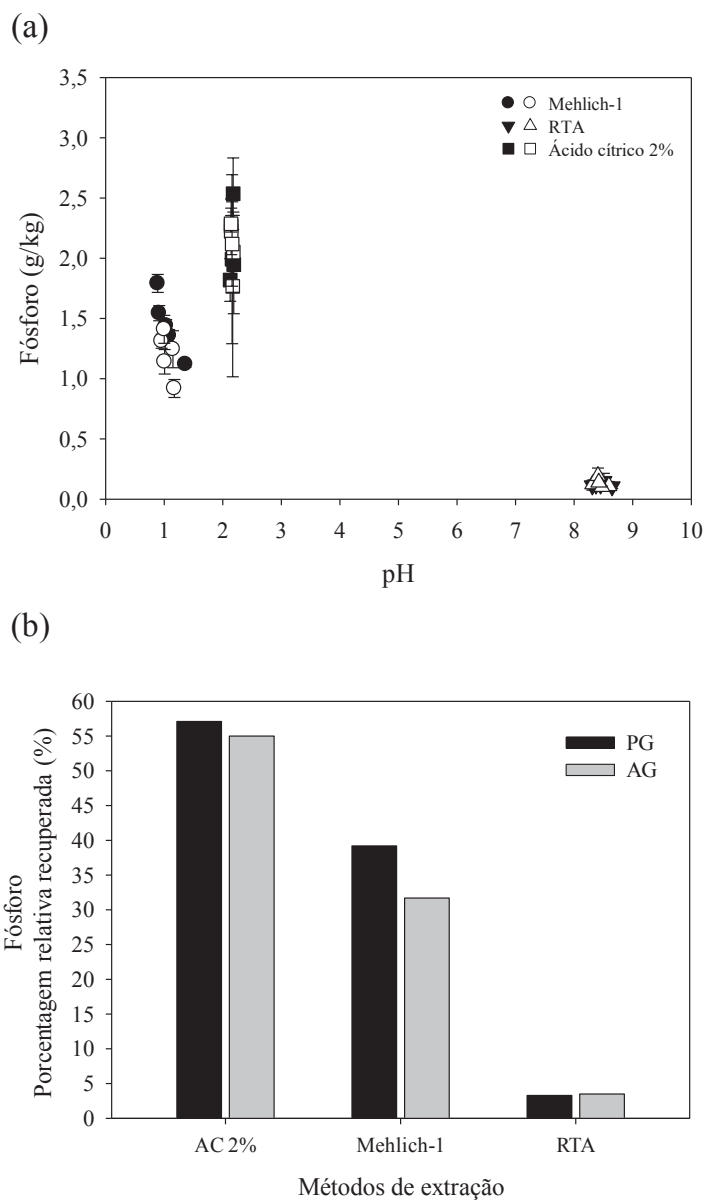 (a)
3,5
3,0
2,5
2,0
1,5
1,0
0,5
0,0
Fósforo (g/kg)
Mehlich-1
RTA
Ácido cítrico 2%
0 1 2 3 4 5 6 7 8 9 10
pH
(b)
60
55
50
45
40
35
30
25
20
15
10
5
0
Fósforo
Porcentagem relativa recuperada (%)
PG
AG
AC 2% Mehlich-1 RTA
Métodos de extração